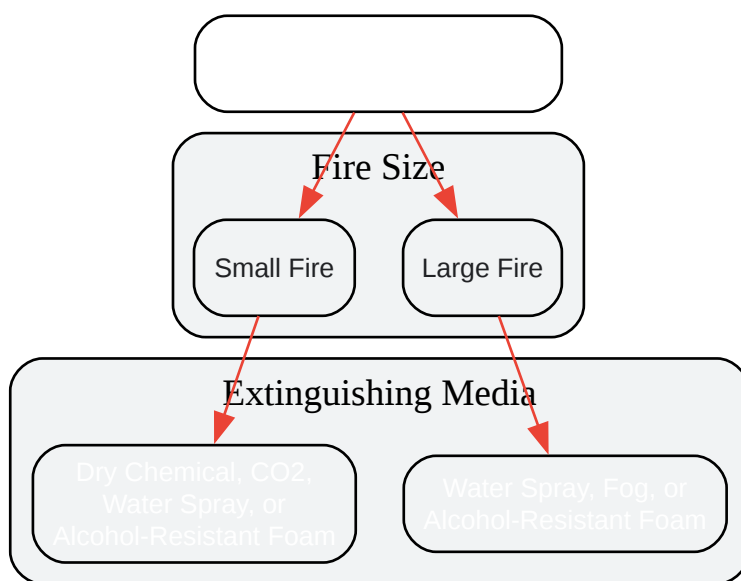 Fire Size
Small Fire
Large Fire
Extinguishing Media
Dry Chemical, CO2,
Water Spray, or
Alcohol-Resistant Foam
Water Spray, Fog, or
Alcohol-Resistant Foam